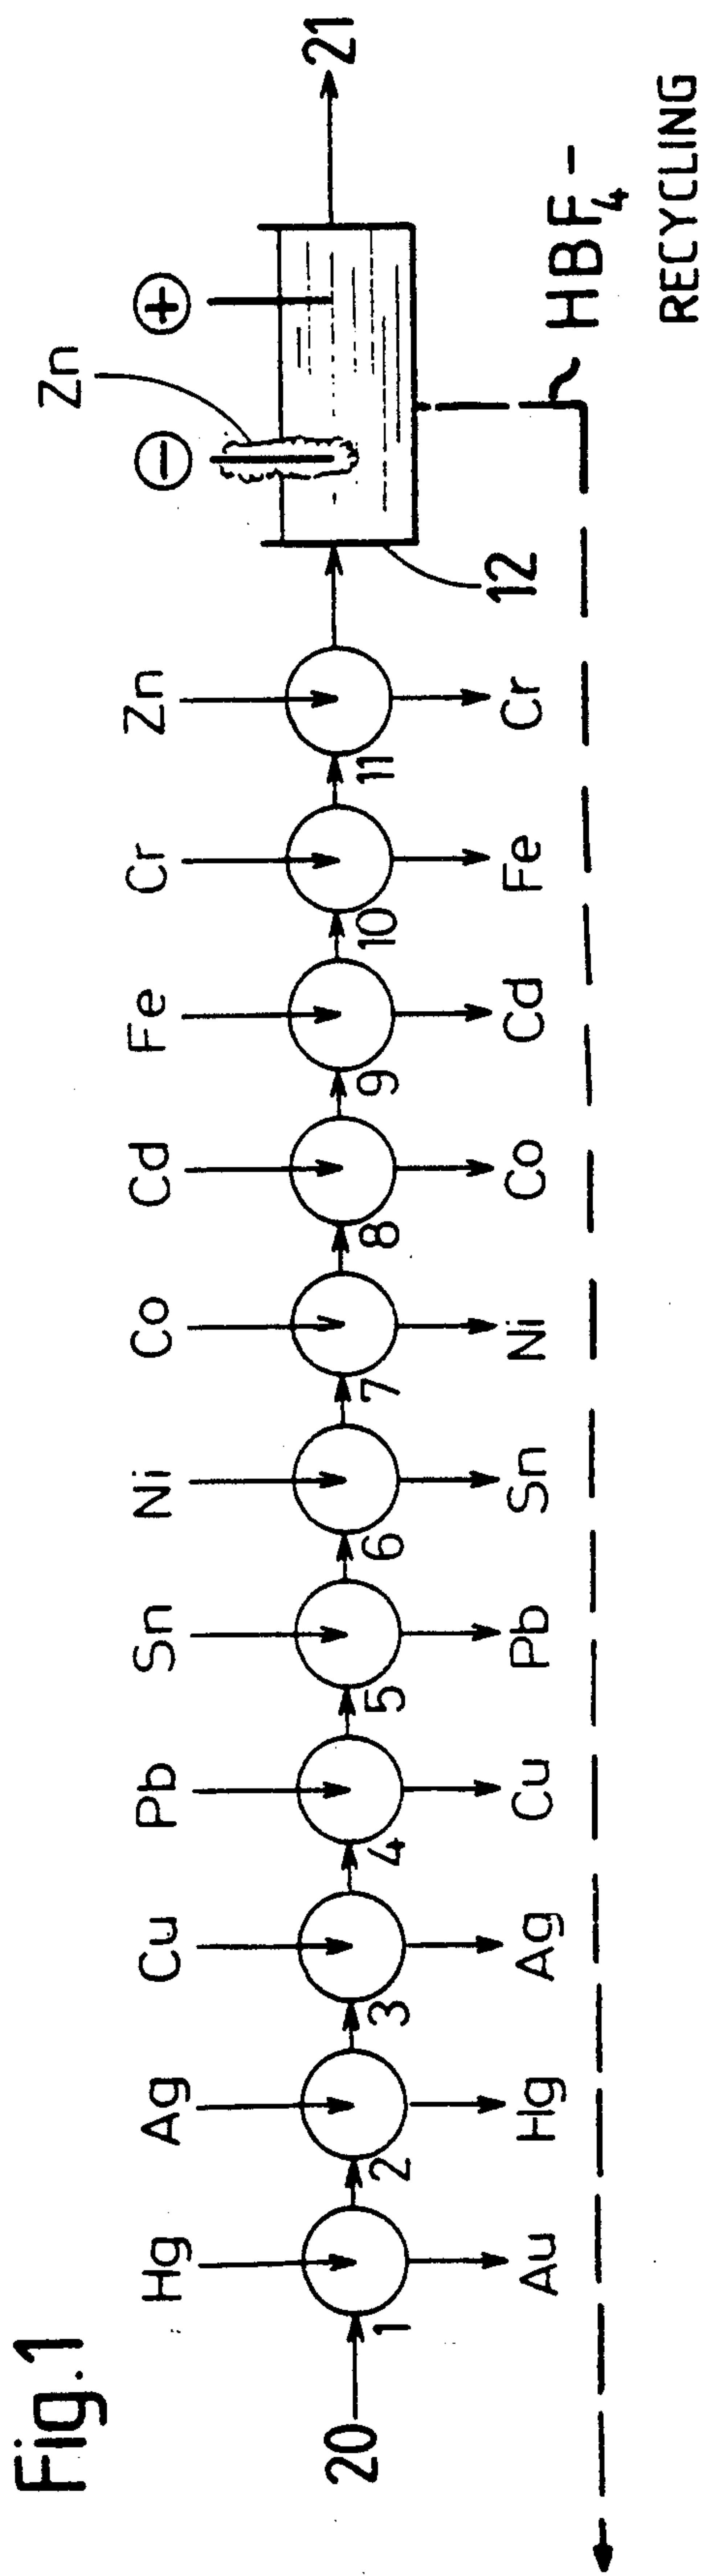 Fig.1
Hg Ag Cu Pb Sn Ni Co Cd Fe Cr Zn
⊖ ⊕
Zn
20 21
1 2 3 4 5 6 7 8 9 10 11
12
Au Hg Ag Cu Pb Sn Ni Co Cd Fe Cr
HBF4-
RECYCLING